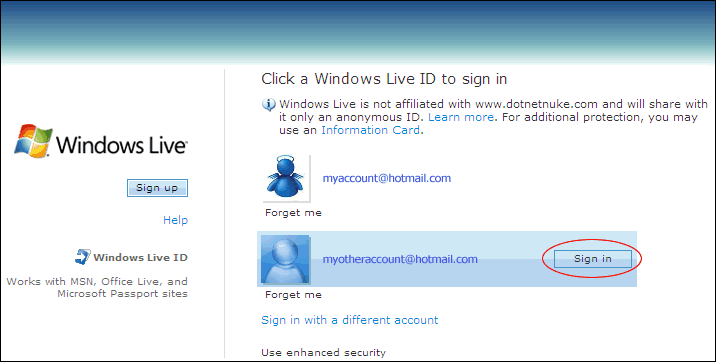 Click a Windows Live ID to sign in
Windows Live is not affiliated with www.dotnetnuke.com and will share with
it only an anonymous ID. Learn more. For additional protection, you may
use an Information Card.
Windows Live
Sign up
Help
Windows Live ID
Works with MSN, Office Live, and
Microsoft Passport sites
myaccount@hotmail.com
Forget me
myotheraccount@hotmail.com
Sign in
Forget me
Sign in with a different account
Use enhanced security